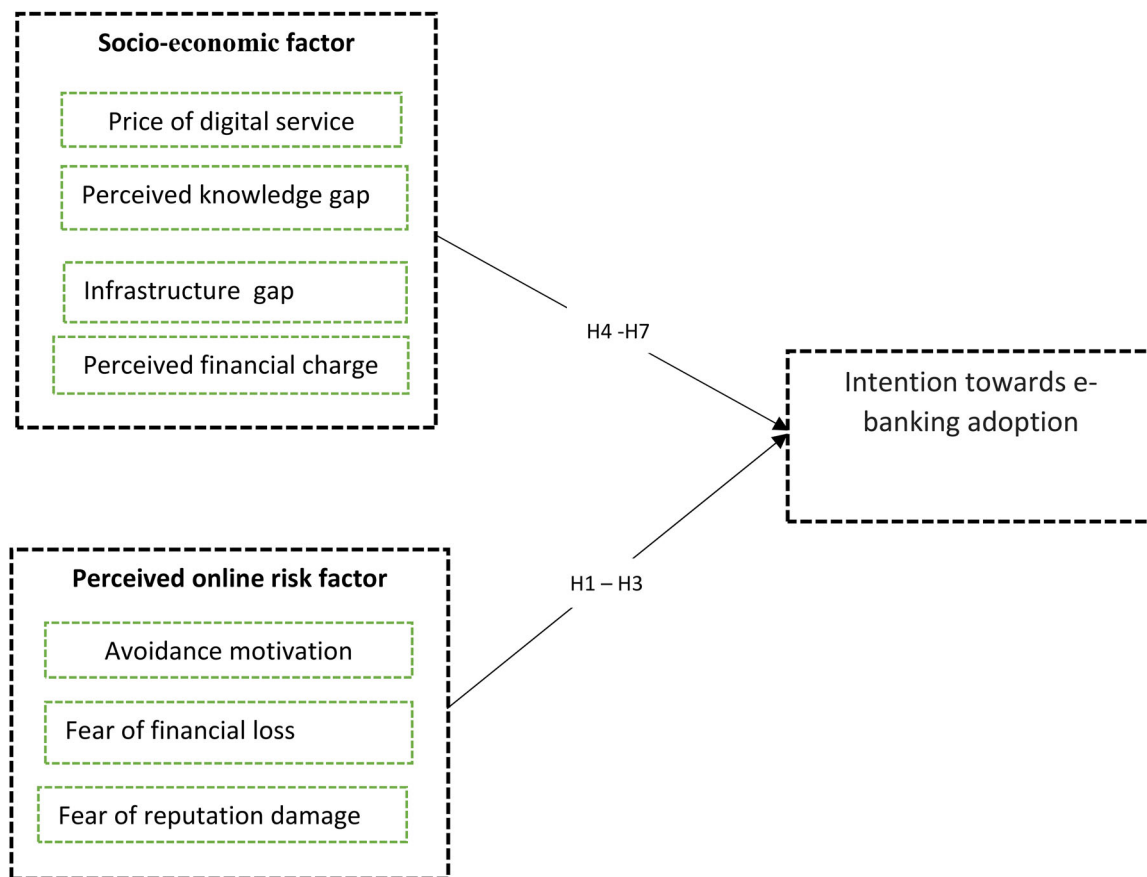 Socio-economic factor
Price of digital service
Perceived knowledge gap
Infrastructure gap
Perceived financial charge
H4 -H7
Intention towards e-
banking adoption
Perceived online risk factor
H1 – H3
Avoidance motivation
Fear of financial loss
Fear of reputation damage